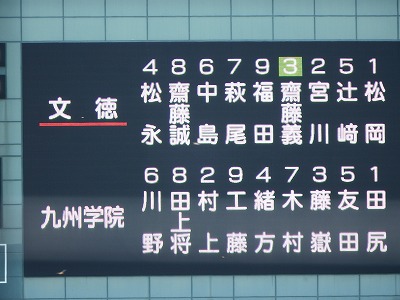 文徳
4 8 6 7 9 3 2 5 1
松永 齋藤誠 中島 萩尾 福田 齋藤義 宮川 辻﨑 松岡
九州学院
6 8 2 9 4 7 3 5 1
川野 田上将 村上 工藤 緒方 木村 藤嶽 友田 田尻